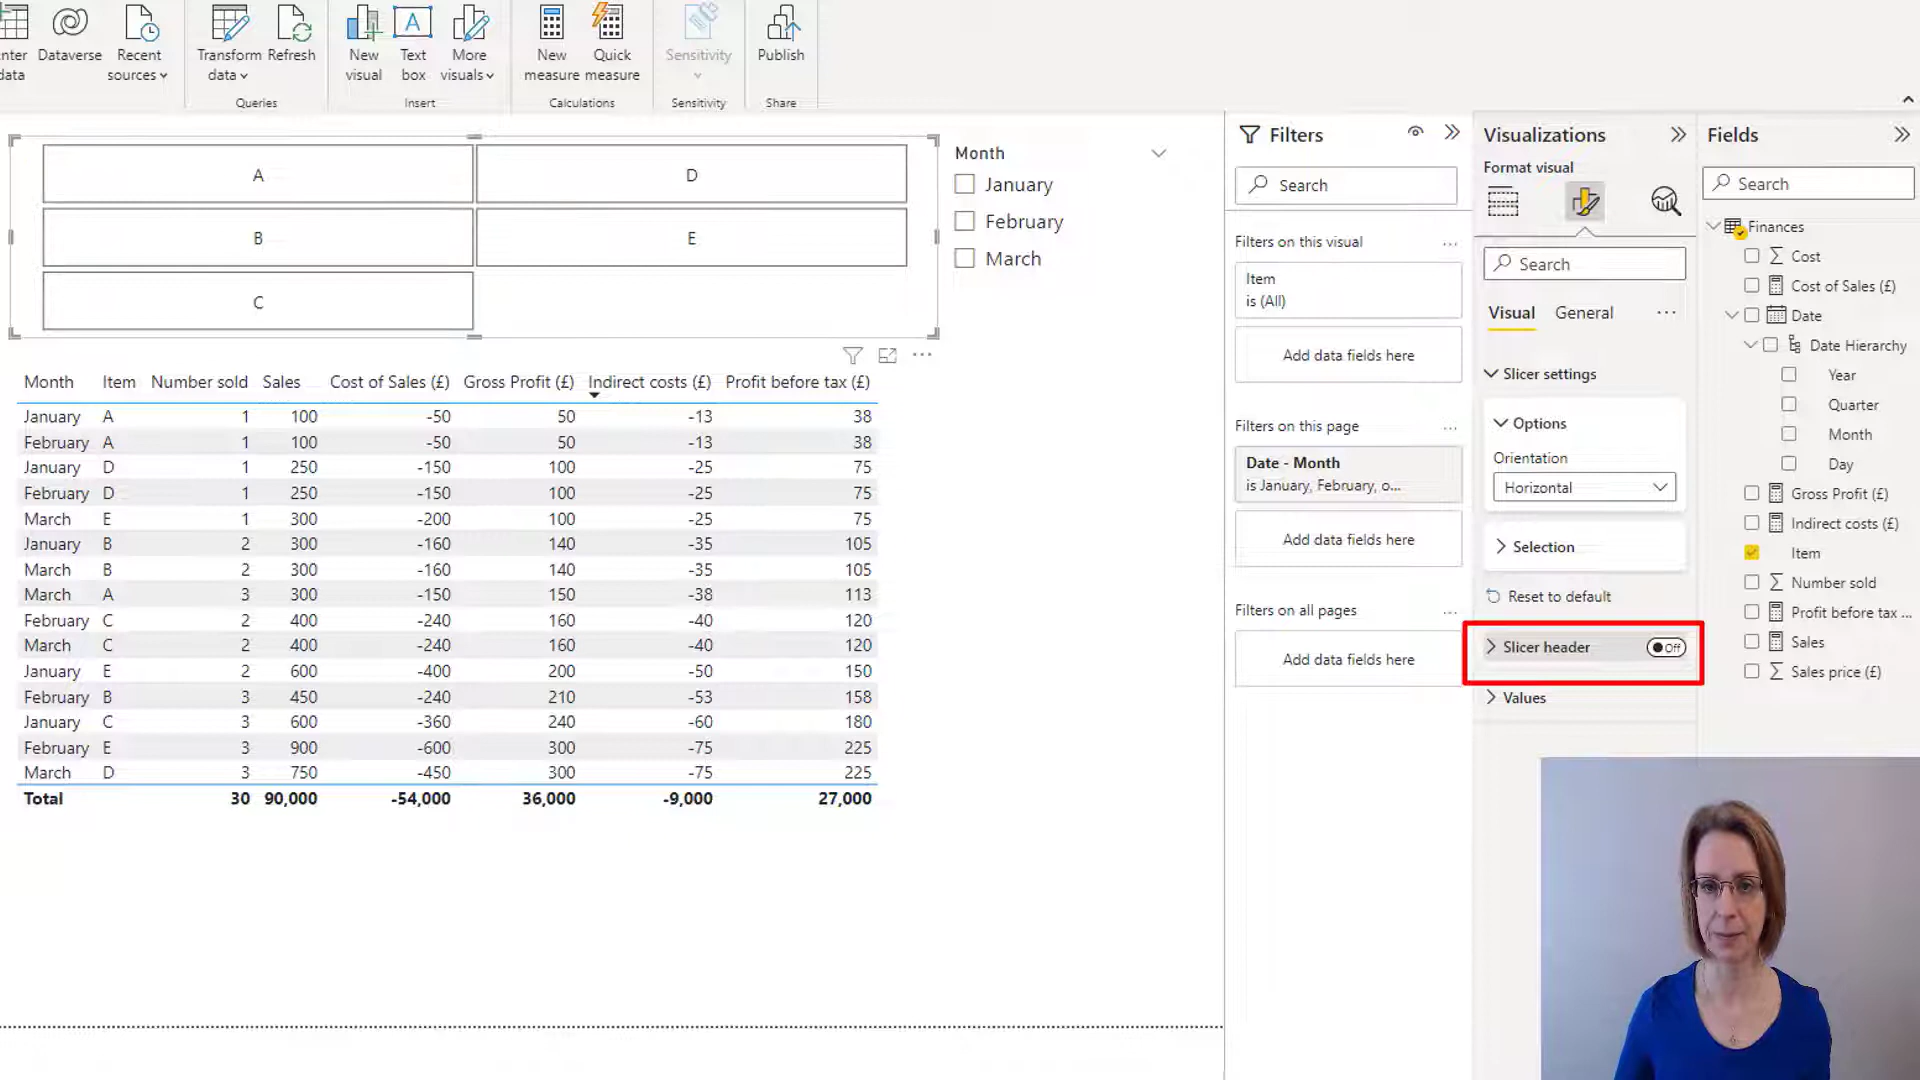 nter data
Dataverse
Recent sources
Transform data
Refresh
Queries
New visual
Text box
More visuals
Insert
New measure
Quick measure
Calculations
Sensitivity
Sensitivity
Publish
Share
A
D
B
E
C
Month
January
February
March
Month Item Number sold Sales Cost of Sales (£) Gross Profit (£) Indirect costs (£) Profit before tax (£)
January A 1 100 -50 50 -13 38
February A 1 100 -50 50 -13 38
January D 1 250 -150 100 -25 75
February D 1 250 -150 100 -25 75
March E 1 300 -200 100 -25 75
January B 2 300 -160 140 -35 105
March B 2 300 -160 140 -35 105
March A 3 300 -150 150 -38 113
February C 2 400 -240 160 -40 120
March C 2 400 -240 160 -40 120
January E 2 600 -400 200 -50 150
February B 3 450 -240 210 -53 158
January C 3 600 -360 240 -60 180
February E 3 900 -600 300 -75 225
March D 3 750 -450 300 -75 225
Total 30 90,000 -54,000 36,000 -9,000 27,000
Filters
Search
Filters on this visual ...
Item
is (All)
Add data fields here
Filters on this page ...
Date - Month
is January, February, o...
Add data fields here
Filters on all pages ...
Add data fields here
Visualizations
Format visual
Search
Visual General ...
Slicer settings
Options
Orientation
Horizontal
Selection
Reset to default
Slicer header Off
Values
Fields
Search
Finances
Cost
Cost of Sales (£)
Date
Date Hierarchy
Year
Quarter
Month
Day
Gross Profit (£)
Indirect costs (£)
Item
Number sold
Profit before tax ...
Sales
Sales price (£)